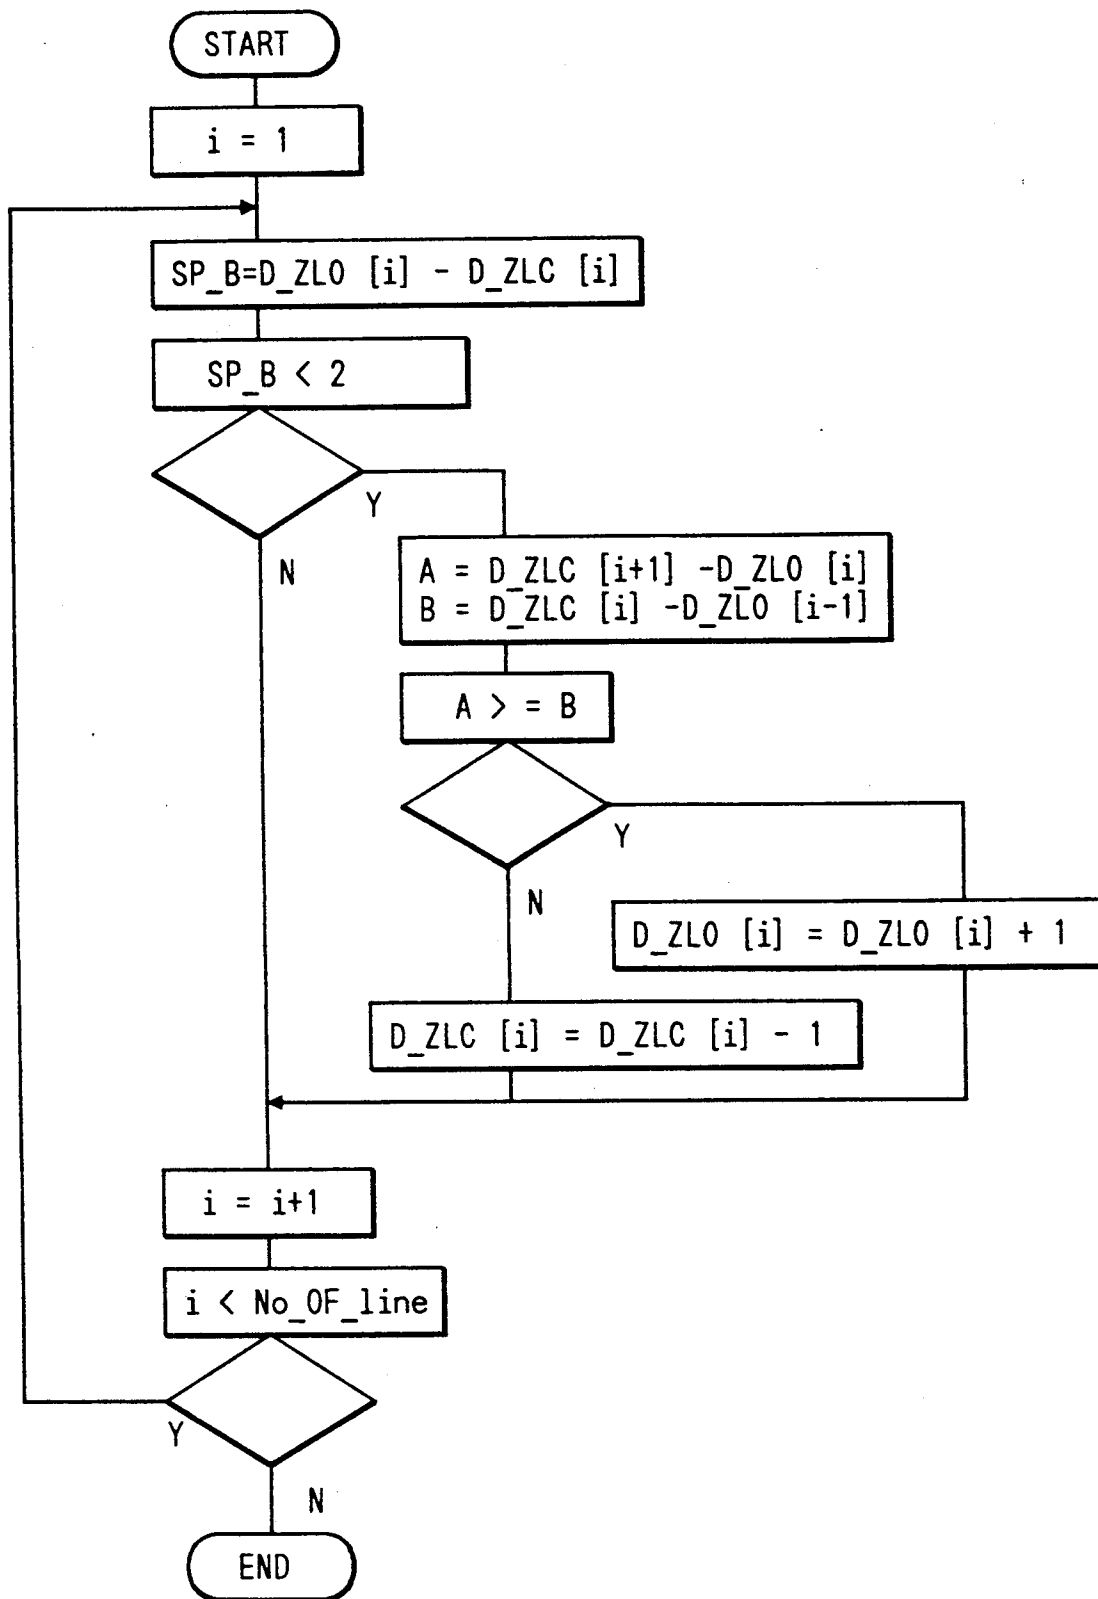 START
i = 1
SP_B=D_ZLO [i] - D_ZLC [i]
SP_B < 2
Y
N
A = D_ZLC [i+1] -D_ZLO [i]
B = D_ZLC [i] -D_ZLO [i-1]
A > = B
Y
N
D_ZLO [i] = D_ZLO [i] + 1
D_ZLC [i] = D_ZLC [i] - 1
i = i+1
i < No_OF_line
Y
N
END